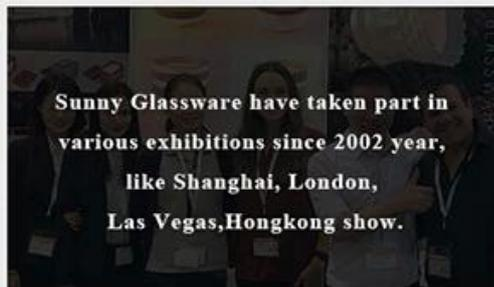 Sunny Glassware have taken part in
various exhibitions since 2002 year,
like Shanghai, London,
Las Vegas,Hongkong show.